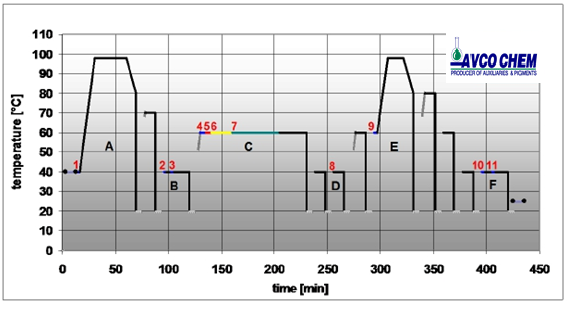 110
100
90
80
70
60
50
40
30
20
10
0
temperature [°C]
AVCO CHEM
PRODUCER OF AUXILIARIES & PIGMENTS
1
A
2 3
B
4 5 6 7
C
8
D
9
E
10 11
F
0 50 100 150 200 250 300 350 400 450
time [min]